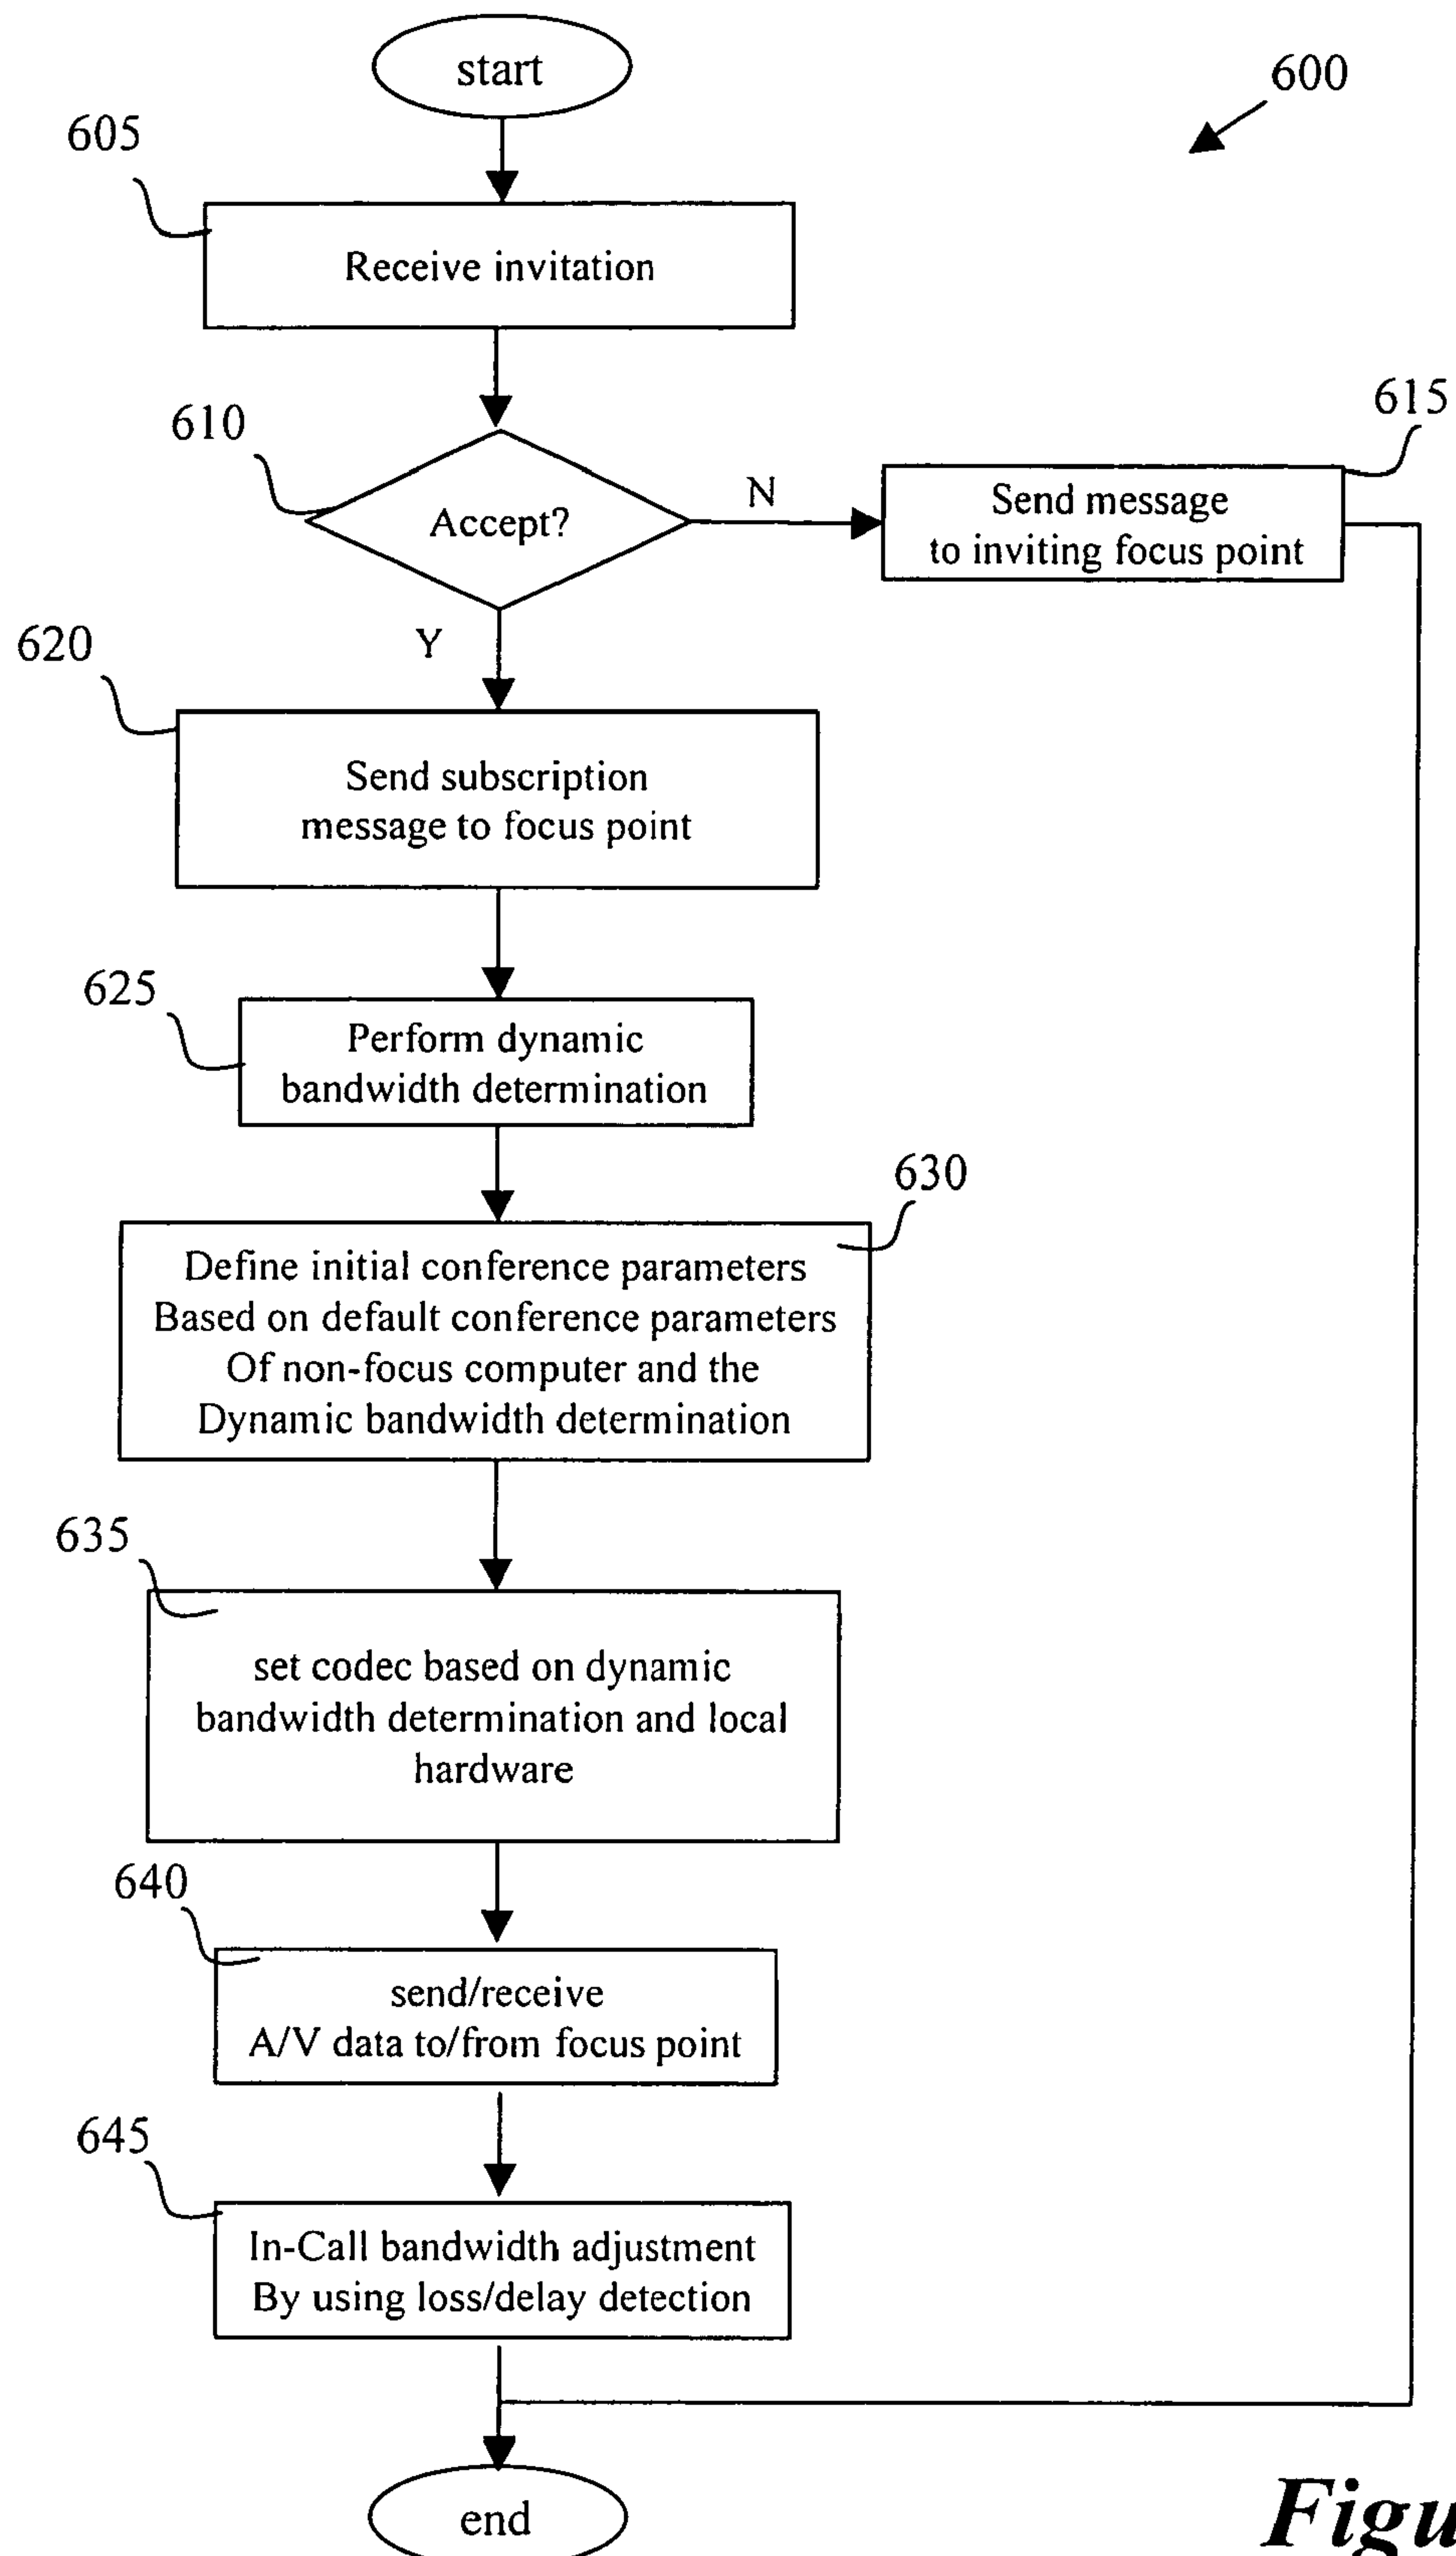 start
600
605
Receive invitation
610
Accept?
N
615
Send message
to inviting focus point
Y
620
Send subscription
message to focus point
625
Perform dynamic
bandwidth determination
630
Define initial conference parameters
Based on default conference parameters
Of non-focus computer and the
Dynamic bandwidth determination
635
set codec based on dynamic
bandwidth determination and local
hardware
640
send/receive
A/V data to/from focus point
645
In-Call bandwidth adjustment
By using loss/delay detection
end